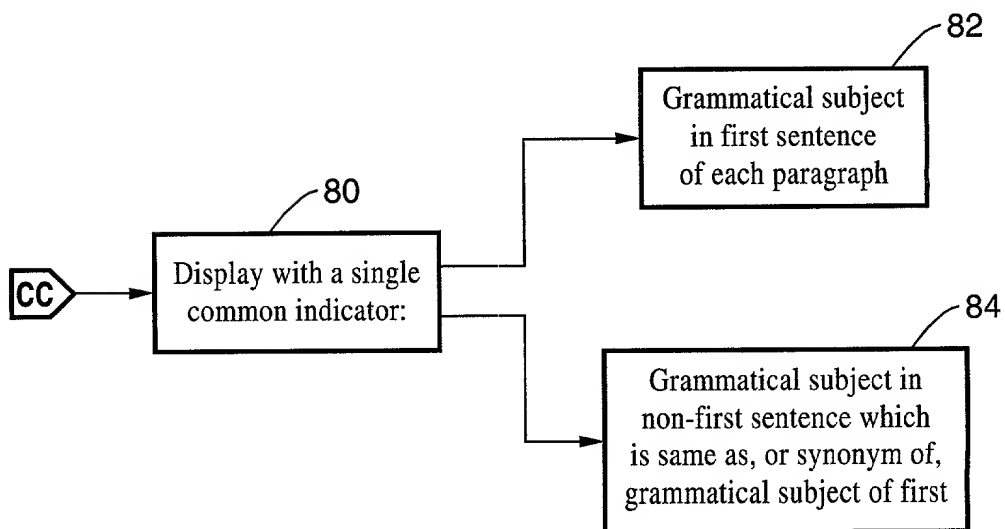 82
Grammatical subject
in first sentence
of each paragraph
80
Display with a single
common indicator:
CC
84
Grammatical subject in
non-first sentence which
is same as, or synonym of,
grammatical subject of first